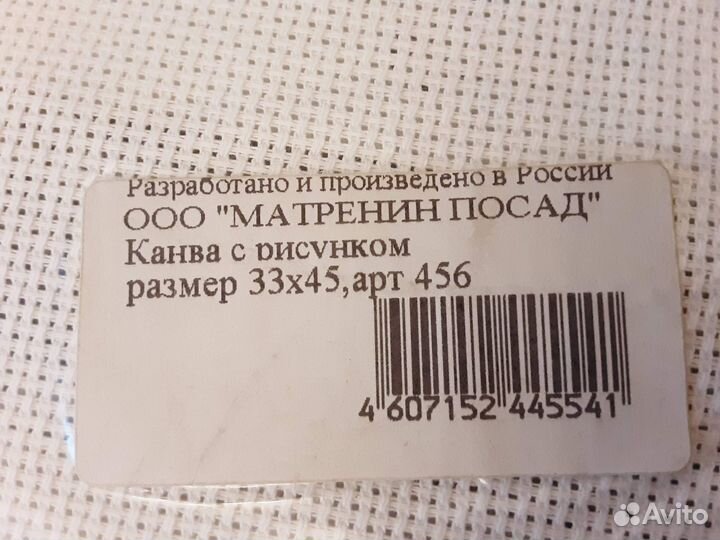 Разработано и произведено в России
ООО "МАТРЕНИН ПОСАД"
Канва с рисунком
размер 33х45,арт 456
4 607152 445541
Avito